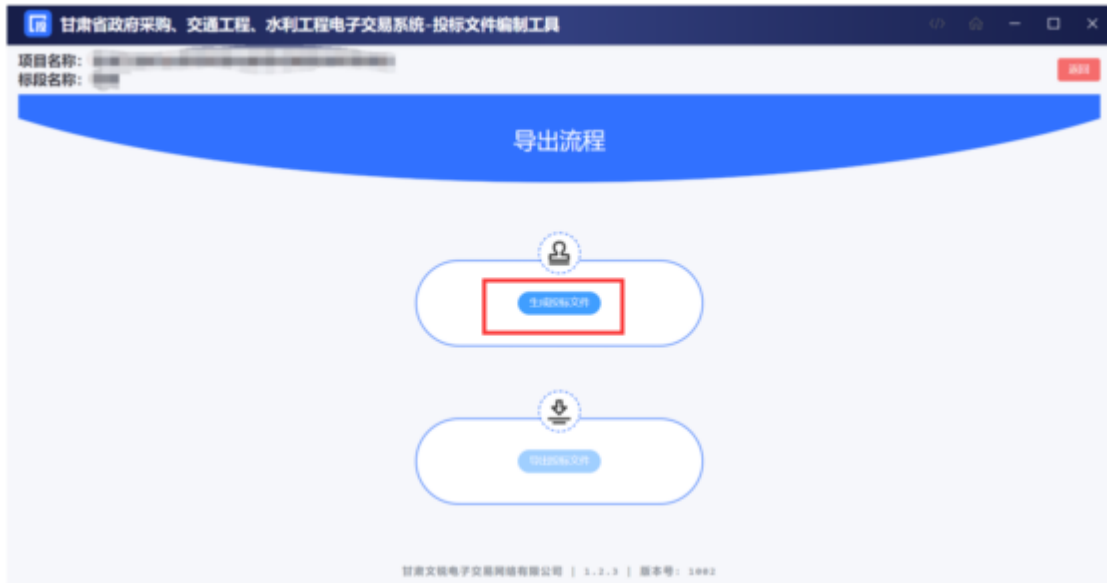 甘肃省政府采购、交通工程、水利工程电子交易系统-投标文件编制工具
项目名称：
标段名称：
返回
导出流程
生成投标文件
导出投标文件
甘肃文锐电子交易网络有限公司 | 1.2.3 | 版本号: 1002